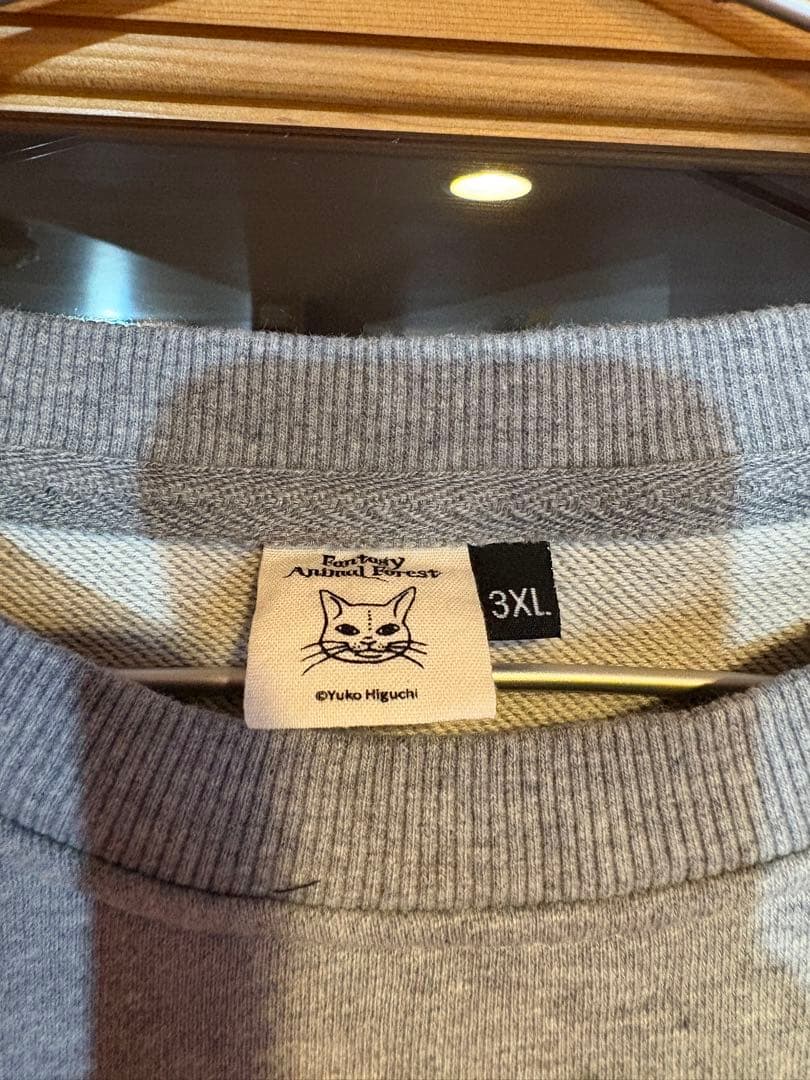 Fantasy
Animal Forest
3XL
©Yuko Higuchi